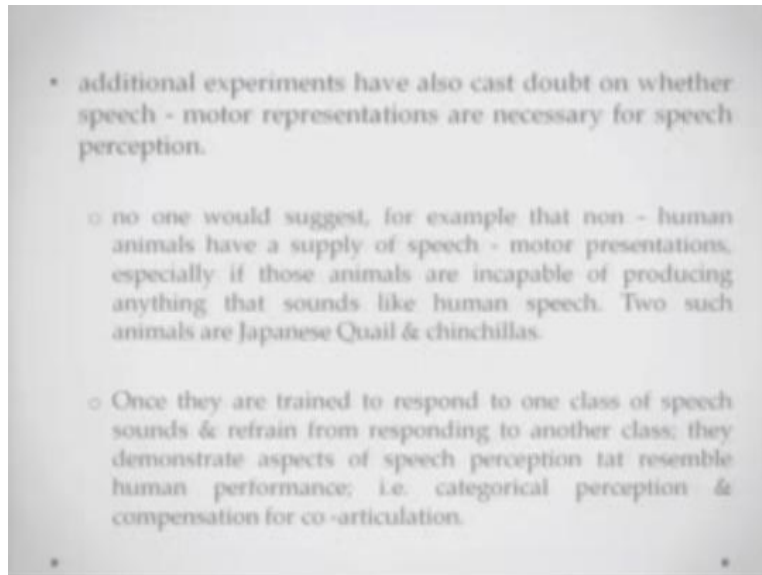 • additional experiments have also cast doubt on whether
speech - motor representations are necessary for speech
perception.
o no one would suggest, for example that non - human
animals have a supply of speech - motor presentations,
especially if those animals are incapable of producing
anything that sounds like human speech. Two such
animals are Japanese Quail & chinchillas.
o Once they are trained to respond to one class of speech
sounds & refrain from responding to another class; they
demonstrate aspects of speech perception tat resemble
human performance; i.e. categorical perception &
compensation for co -articulation.